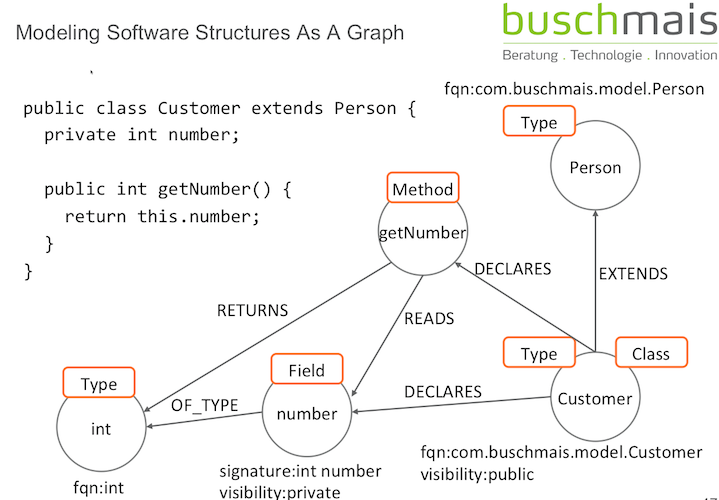 Modeling Software Structures As A Graph
buschmais
Beratung . Technologie . Innovation
public class Customer extends Person {
private int number;
public int getNumber() {
return this.number;
}
}
fqn:com.buschmais.model.Person
Type
Person
Method
getNumber
DECLARES
EXTENDS
RETURNS
READS
Type
Class
Customer
Field
number
DECLARES
Type
int
OF_TYPE
fqn:com.buschmais.model.Customer
visibility:public
signature:int number
visibility:private
fqn:int